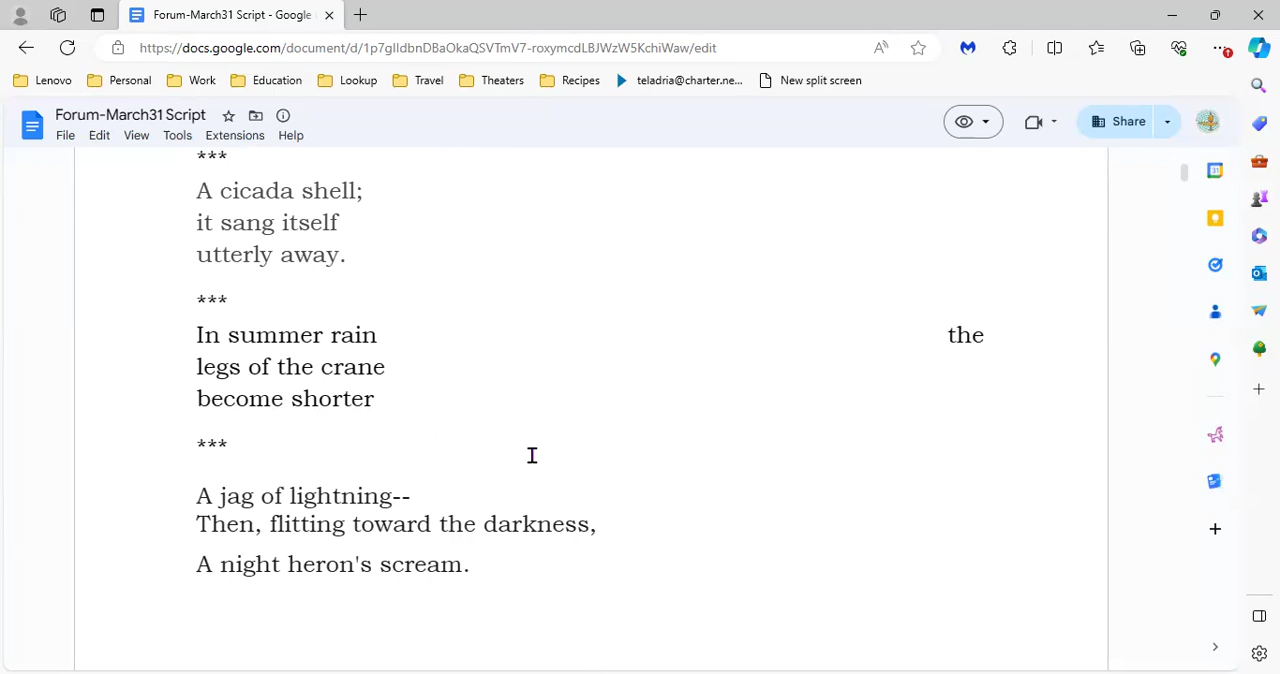 Forum-March31 Script - Google
https://docs.google.com/document/d/1p7glldbnDBaOkaQSVTmV7-roxymcdLBJWzW5KchiWaw/edit
Lenovo Personal Work Education Lookup Travel Theaters Recipes teladria@charter.ne... New split screen
Forum-March31 Script
Share
File Edit View Tools Extensions Help
***
A cicada shell;
it sang itself
utterly away.
***
In summer rain the
legs of the crane
become shorter
***
A jag of lightning--
Then, flitting toward the darkness,
A night heron's scream.